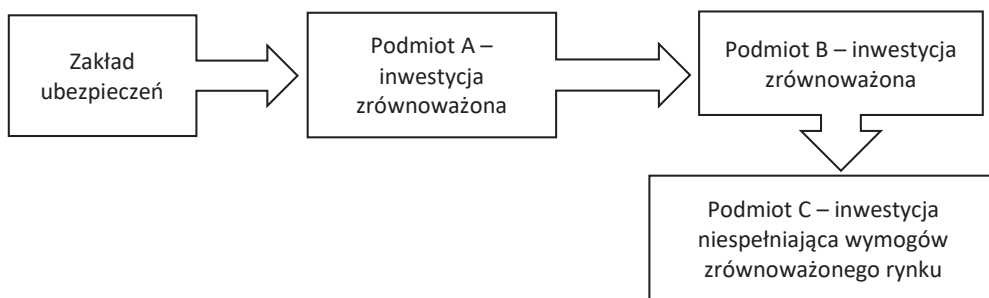 Zakład
ubezpieczeń
Podmiot A –
inwestycja
zrównoważona
Podmiot B – inwestycja
zrównoważona
Podmiot C – inwestycja
niespełniająca wymogów
zrównoważonego rynku